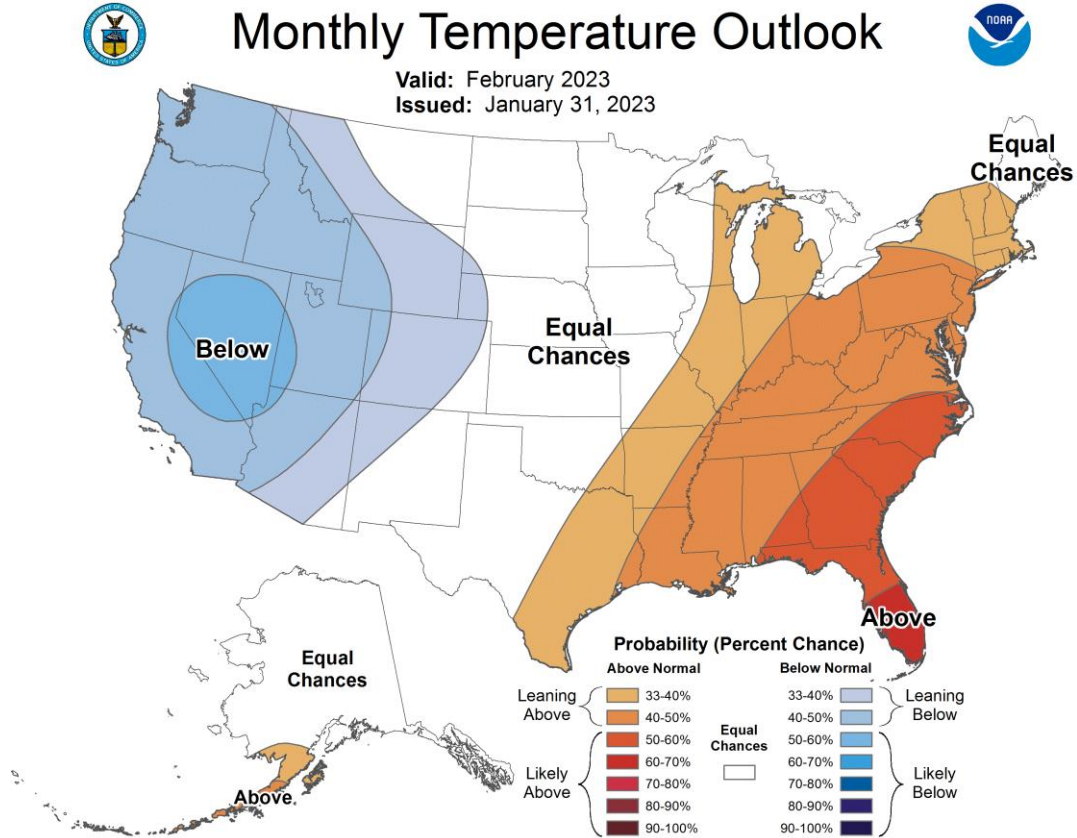 Monthly Temperature Outlook
NOAA
Valid: February 2023
Issued: January 31, 2023
Equal
Chances
Below
Equal
Chances
Above
Equal
Chances
Above
Probability (Percent Chance)
Above Normal
Below Normal
Leaning
Above
33-40%
40-50%
Likely
Above
50-60%
60-70%
70-80%
80-90%
90-100%
Equal
Chances
33-40%
40-50%
Leaning
Below
50-60%
60-70%
70-80%
80-90%
90-100%
Likely
Below